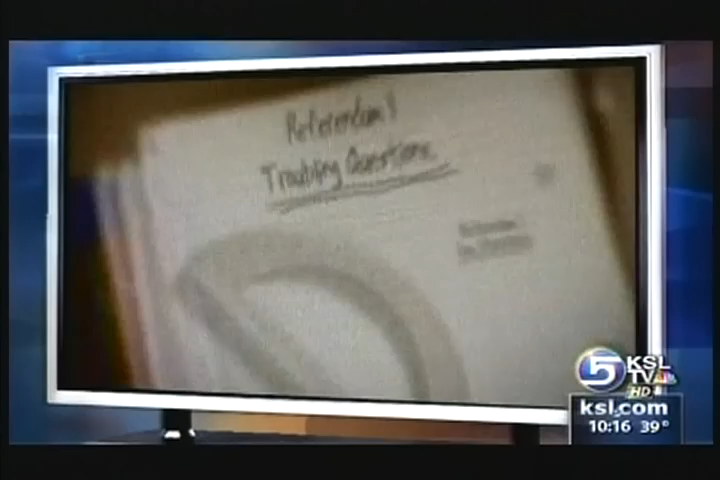 Referendum 1
Troubling Questions
5 KSL
TV
HD
ksl.com
10:16 39°